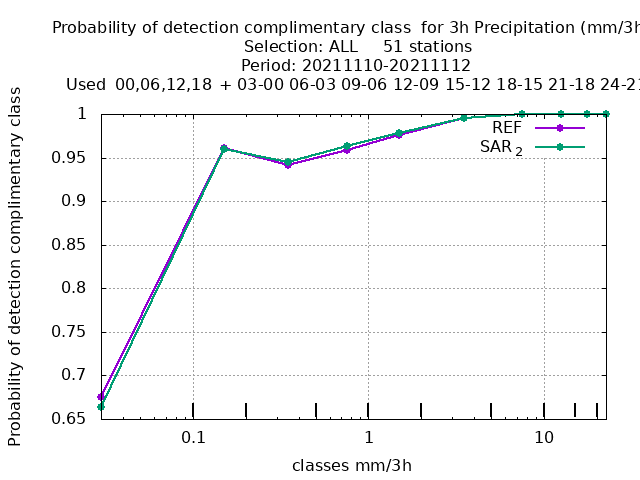 Probability of detection complimentary class  for 3h Precipitation (mm/3h
Selection: ALL     51 stations
Period: 20211110-20211112
Used  00,06,12,18  + 03-00 06-03 09-06 12-09  15-12  18-15  21-18  24-21
Probability of detection complimentary class
1
0.95
0.9
0.85
0.8
0.75
0.7
0.65
REF
SAR 2
0.1
1
10
classes mm/3h